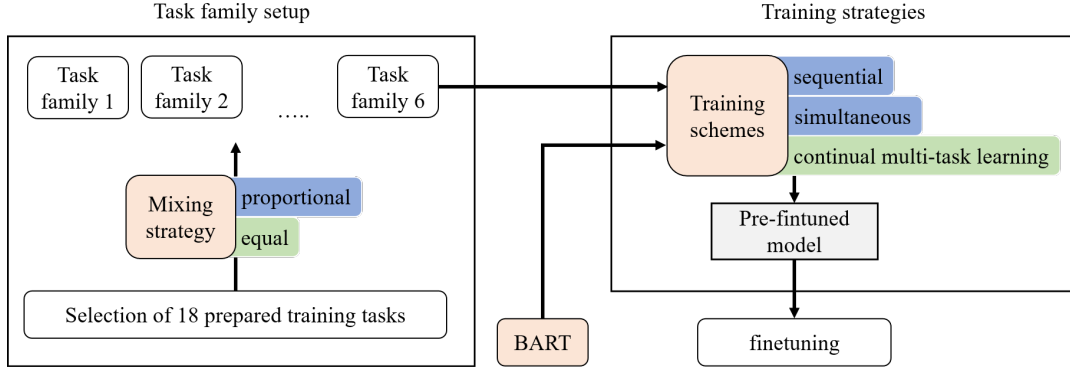 Task family setup
Training strategies
Task
family 1
Task
family 2
.....
Task
family 6
Mixing
strategy
proportional
equal
Selection of 18 prepared training tasks
BART
Training
schemes
sequential
simultaneous
continual multi-task learning
Pre-fintuned
model
finetuning